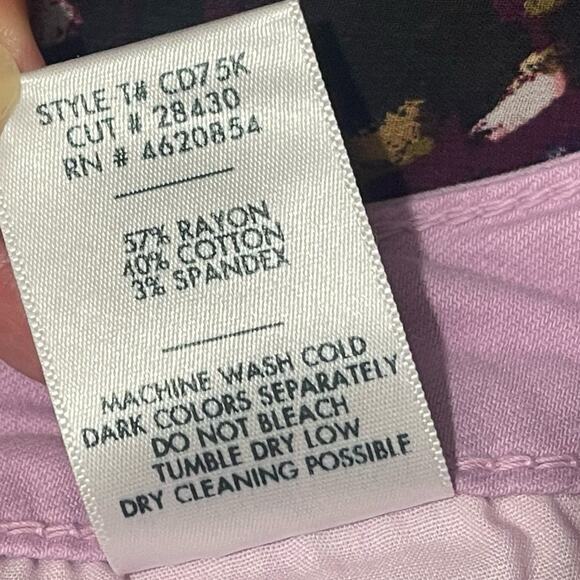 STYLE T# CD75K
CUT # 28430
RN # 4620854
57% RAYON
40% COTTON
3% SPANDEX
MACHINE WASH COLD
DARK COLORS SEPARATELY
DO NOT BLEACH
TUMBLE DRY LOW
DRY CLEANING POSSIBLE